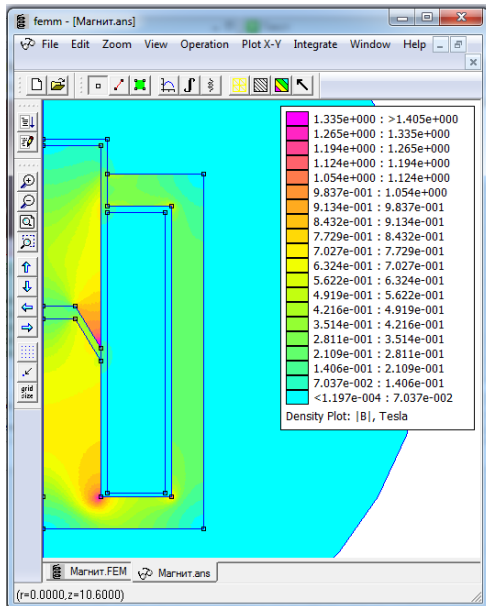 femm - [Магнит.ans]
File Edit Zoom View Operation Plot X-Y Integrate Window Help
grid
size
1.335e+000 : >1.405e+000
1.265e+000 : 1.335e+000
1.194e+000 : 1.265e+000
1.124e+000 : 1.194e+000
1.054e+000 : 1.124e+000
9.837e-001 : 1.054e+000
9.134e-001 : 9.837e-001
8.432e-001 : 9.134e-001
7.729e-001 : 8.432e-001
7.027e-001 : 7.729e-001
6.324e-001 : 7.027e-001
5.622e-001 : 6.324e-001
4.919e-001 : 5.622e-001
4.216e-001 : 4.919e-001
3.514e-001 : 4.216e-001
2.811e-001 : 3.514e-001
2.109e-001 : 2.811e-001
1.406e-001 : 2.109e-001
7.037e-002 : 1.406e-001
<1.197e-004 : 7.037e-002
Density Plot: |B|, Tesla
Магнит.FEM Магнит.ans
(r=0.0000,z=10.6000)